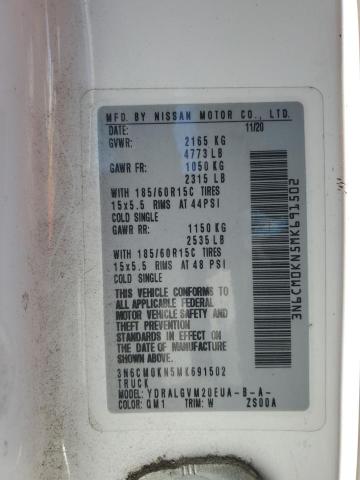 MFD. BY NISSAN MOTOR CO., LTD.
DATE: 11/20
GVWR: 2165 KG
4773 LB
GAWR FR: 1050 KG
2315 LB
WITH 185/60R15C TIRES
15x5.5 RIMS AT 44PSI
COLD SINGLE
GAWR RR: 1150 KG
2535 LB
WITH 185/60R15C TIRES
15x5.5 RIMS AT 48 PSI
COLD SINGLE
THIS VEHICLE CONFORMS TO
ALL APPLICABLE FEDERAL
MOTOR VEHICLE SAFETY AND
THEFT PREVENTION
STANDARDS IN EFFECT ON
THE DATE OF MANUFACTURE
SHOWN ABOVE.
3N6CM0KN5MK691502
TRUCK
MODEL: YDRALGVM20EUA-B-A-
COLOR: QM1 TRIM: W ZS00A
3N6CM0KN5MK691502